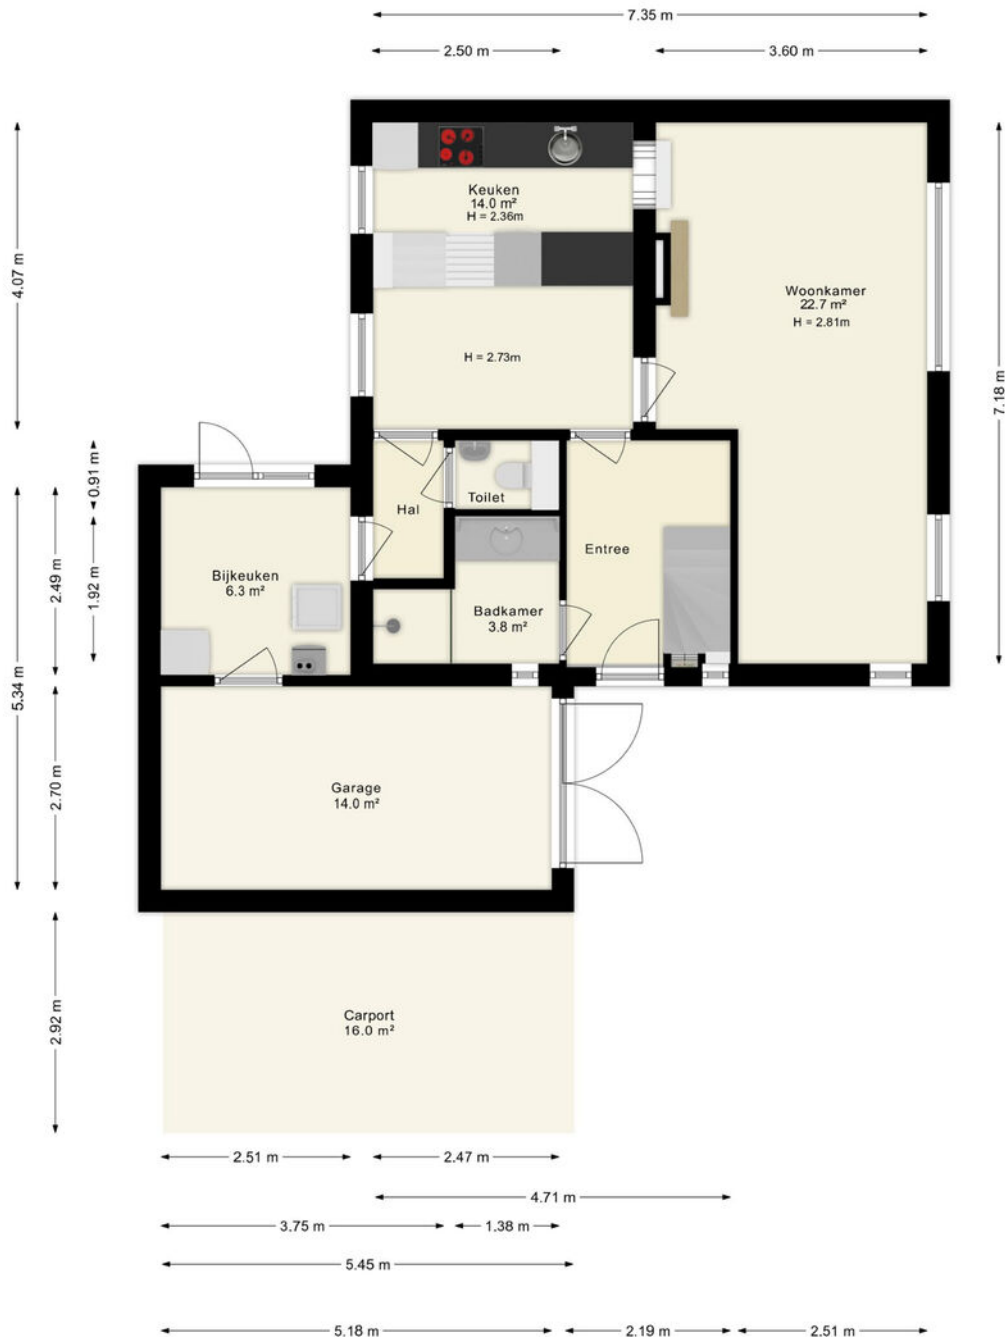 7.35 m
2.50 m
3.60 m
Keuken
14.0 m²
H = 2.36m
4.07 m
Woonkamer
22.7 m²
H = 2.81m
H = 2.73m
7.18 m
0.91 m
Toilet
Hal
2.49 m
1.92 m
Entree
Bijkeuken
6.3 m²
Badkamer
3.8 m²
5.34 m
2.70 m
Garage
14.0 m²
2.92 m
Carport
16.0 m²
2.51 m
2.47 m
4.71 m
3.75 m
1.38 m
5.45 m
5.18 m
2.19 m
2.51 m